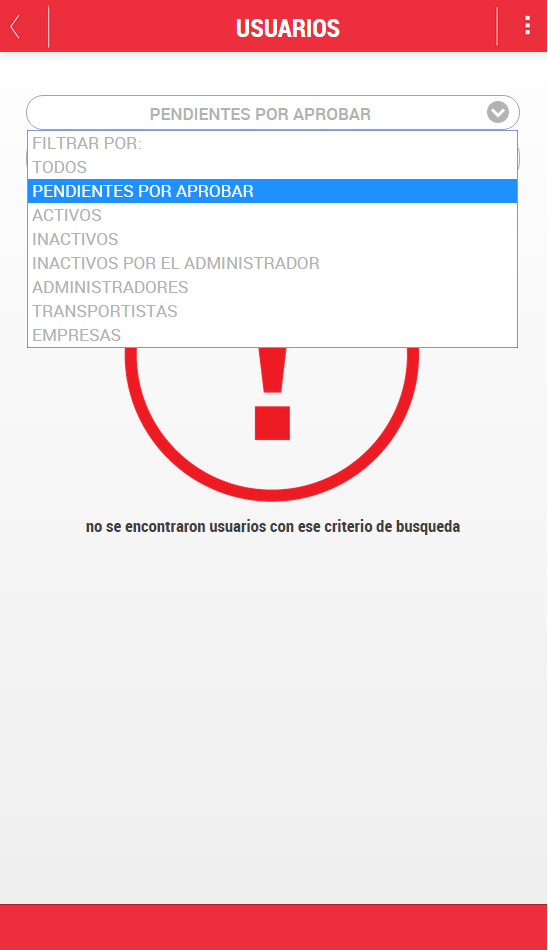 USUARIOS
PENDIENTES POR APROBAR
FILTRAR POR:
TODOS
PENDIENTES POR APROBAR
ACTIVOS
INACTIVOS
INACTIVOS POR EL ADMINISTRADOR
ADMINISTRADORES
TRANSPORTISTAS
EMPRESAS
!
no se encontraron usuarios con ese criterio de busqueda